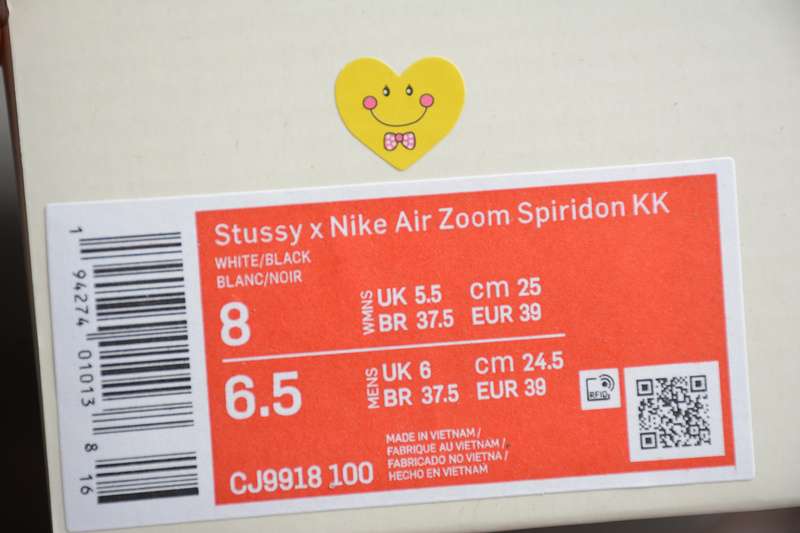 Stussy x Nike Air Zoom Spiridon KK
WHITE/BLACK
BLANC/NOIR
8
WMNS
UK 5.5 cm 25
BR 37.5 EUR 39
6.5
MENS
UK 6 cm 24.5
BR 37.5 EUR 39
RFID
CJ9918 100
MADE IN VIETNAM /
FABRIQUE AU VIETNAM /
FABRICADO NO VIETNA /
HECHO EN VIETNAM
1 94274 01013 8 16